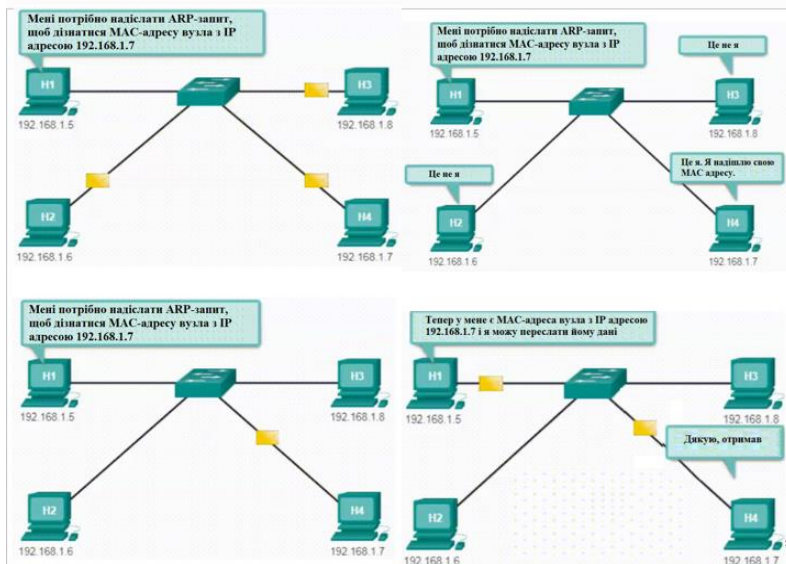 Мені потрібно надіслати ARP-запит,
щоб дізнатися MAC-адресу вузла з IP
адресою 192.168.1.7
H1
192.168.1.5
H3
192.168.1.8
H2
192.168.1.6
H4
192.168.1.7
Мені потрібно надіслати ARP-запит,
щоб дізнатися MAC-адресу вузла з IP
адресою 192.168.1.7
Це не я
H1
192.168.1.5
H3
192.168.1.8
Це не я
Це я. Я надішлю свою
MAC адресу.
H2
192.168.1.6
H4
192.168.1.7
Мені потрібно надіслати ARP-запит,
щоб дізнатися MAC-адресу вузла з IP
адресою 192.168.1.7
H1
192.168.1.5
H3
192.168.1.8
H2
192.168.1.6
H4
192.168.1.7
Тепер у мене є MAC-адреса вузла з IP адресою
192.168.1.7 і я можу переслати йому дані
H1
192.168.1.5
H3
192.168.1.8
Дякую, отримав
H2
192.168.1.6
H4
192.168.1.7